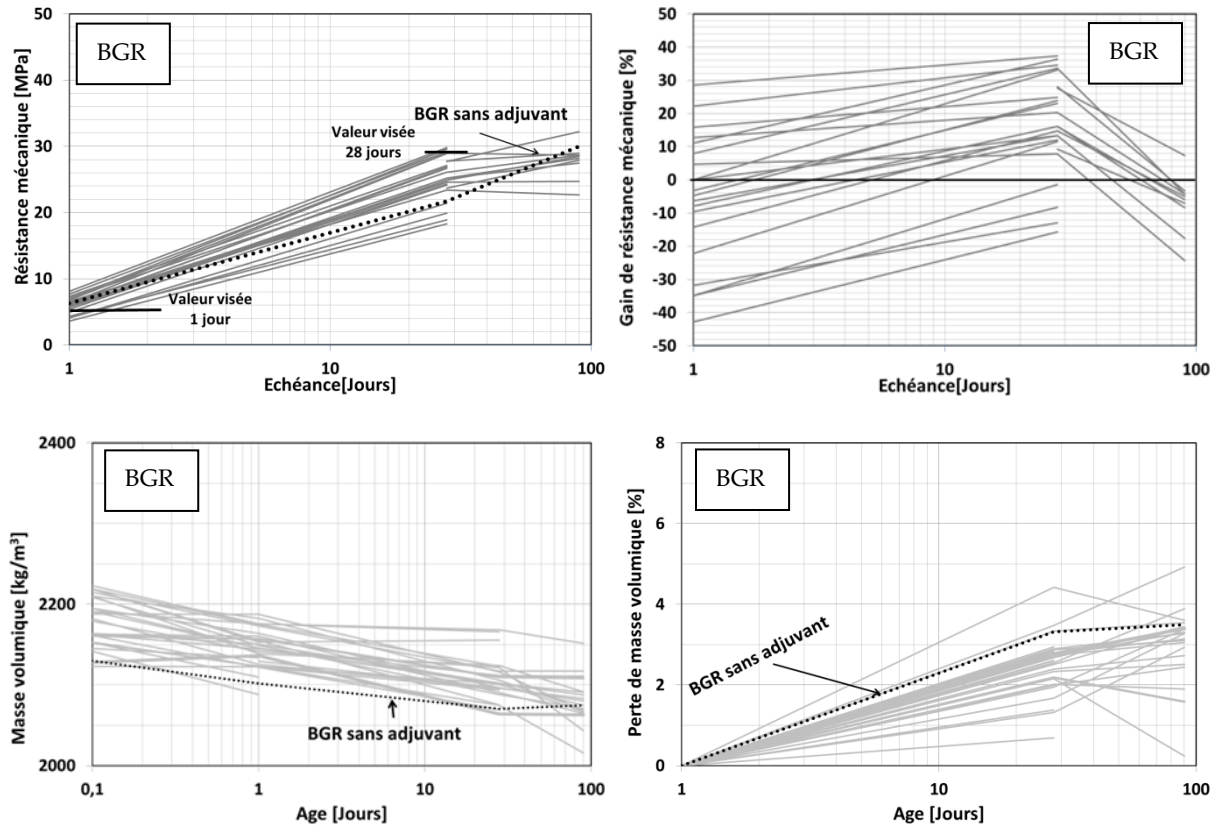 BGR
Résistance mécanique [MPa]
50
40
30
20
10
0
BGR sans adjuvant
Valeur visée
28 jours
Valeur visée
1 jour
1
10
100
Echéance[Jours]
BGR
Gain de résistance mécanique [%]
50
40
30
20
10
0
-10
-20
-30
-40
-50
1
10
100
Echéance[Jours]
BGR
Masse volumique [kg/m³]
2400
2200
2000
BGR sans adjuvant
0,1
1
10
100
Age [Jours]
BGR
Perte de masse volumique [%]
8
6
4
2
0
BGR sans adjuvant
1
10
100
Age [Jours]